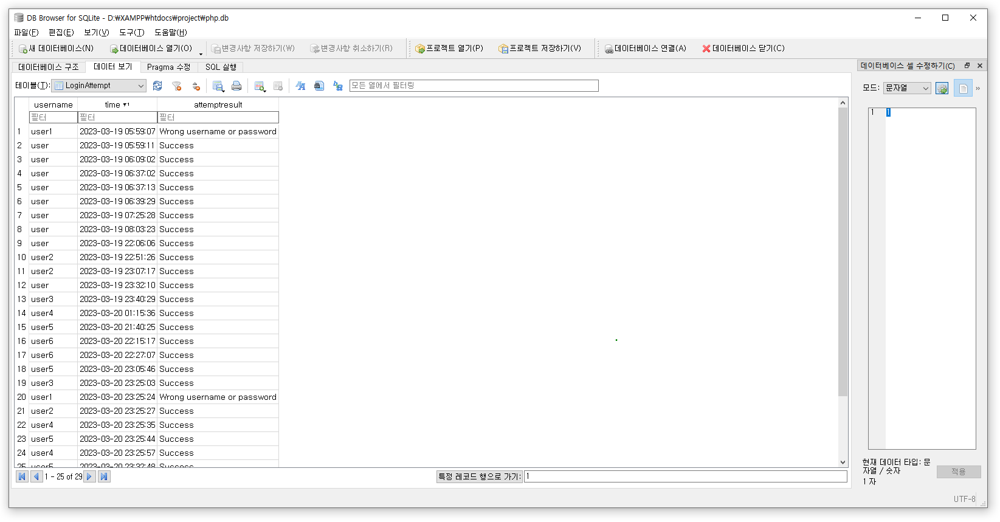 DB Browser for SQLite - D:₩XAMPP₩htdocs₩project₩php.db
파일(F) 편집(E) 보기(V) 도구(T) 도움말(H)
새 데이터베이스(N) 데이터베이스 열기(O) 변경사항 저장하기(W) 변경사항 취소하기(R) 프로젝트 열기(P) 프로젝트 저장하기(V) 데이터베이스 연결(A) 데이터베이스 닫기(C)
데이터베이스 구조 데이터 보기 Pragma 수정 SQL 실행
테이블(T): LoginAttempt 모든 열에서 필터링
username time ▼1 attemptresult
필터 필터 필터
1 user1 2023-03-19 05:59:07 Wrong username or password
2 user 2023-03-19 05:59:11 Success
3 user 2023-03-19 06:09:02 Success
4 user 2023-03-19 06:37:02 Success
5 user 2023-03-19 06:37:13 Success
6 user 2023-03-19 06:39:29 Success
7 user 2023-03-19 07:25:28 Success
8 user 2023-03-19 08:03:23 Success
9 user 2023-03-19 22:06:06 Success
10 user2 2023-03-19 22:51:26 Success
11 user2 2023-03-19 23:07:17 Success
12 user 2023-03-19 23:32:10 Success
13 user3 2023-03-19 23:40:29 Success
14 user4 2023-03-20 01:15:36 Success
15 user5 2023-03-20 21:40:25 Success
16 user6 2023-03-20 22:15:17 Success
17 user6 2023-03-20 22:27:07 Success
18 user5 2023-03-20 23:05:46 Success
19 user3 2023-03-20 23:25:03 Success
20 user1 2023-03-20 23:25:24 Wrong username or password
21 user2 2023-03-20 23:25:27 Success
22 user4 2023-03-20 23:25:35 Success
23 user5 2023-03-20 23:25:44 Success
24 user4 2023-03-20 23:25:57 Success
25 user5 2023-03-20 23:32:48 Success
1 - 25 of 29 특정 레코드 행으로 가기: 1
데이터베이스 셀 수정하기(C)
모드: 문자열 »
1 1
현재 데이터 타입: 문
자열 / 숫자
1 자
적용
UTF-8